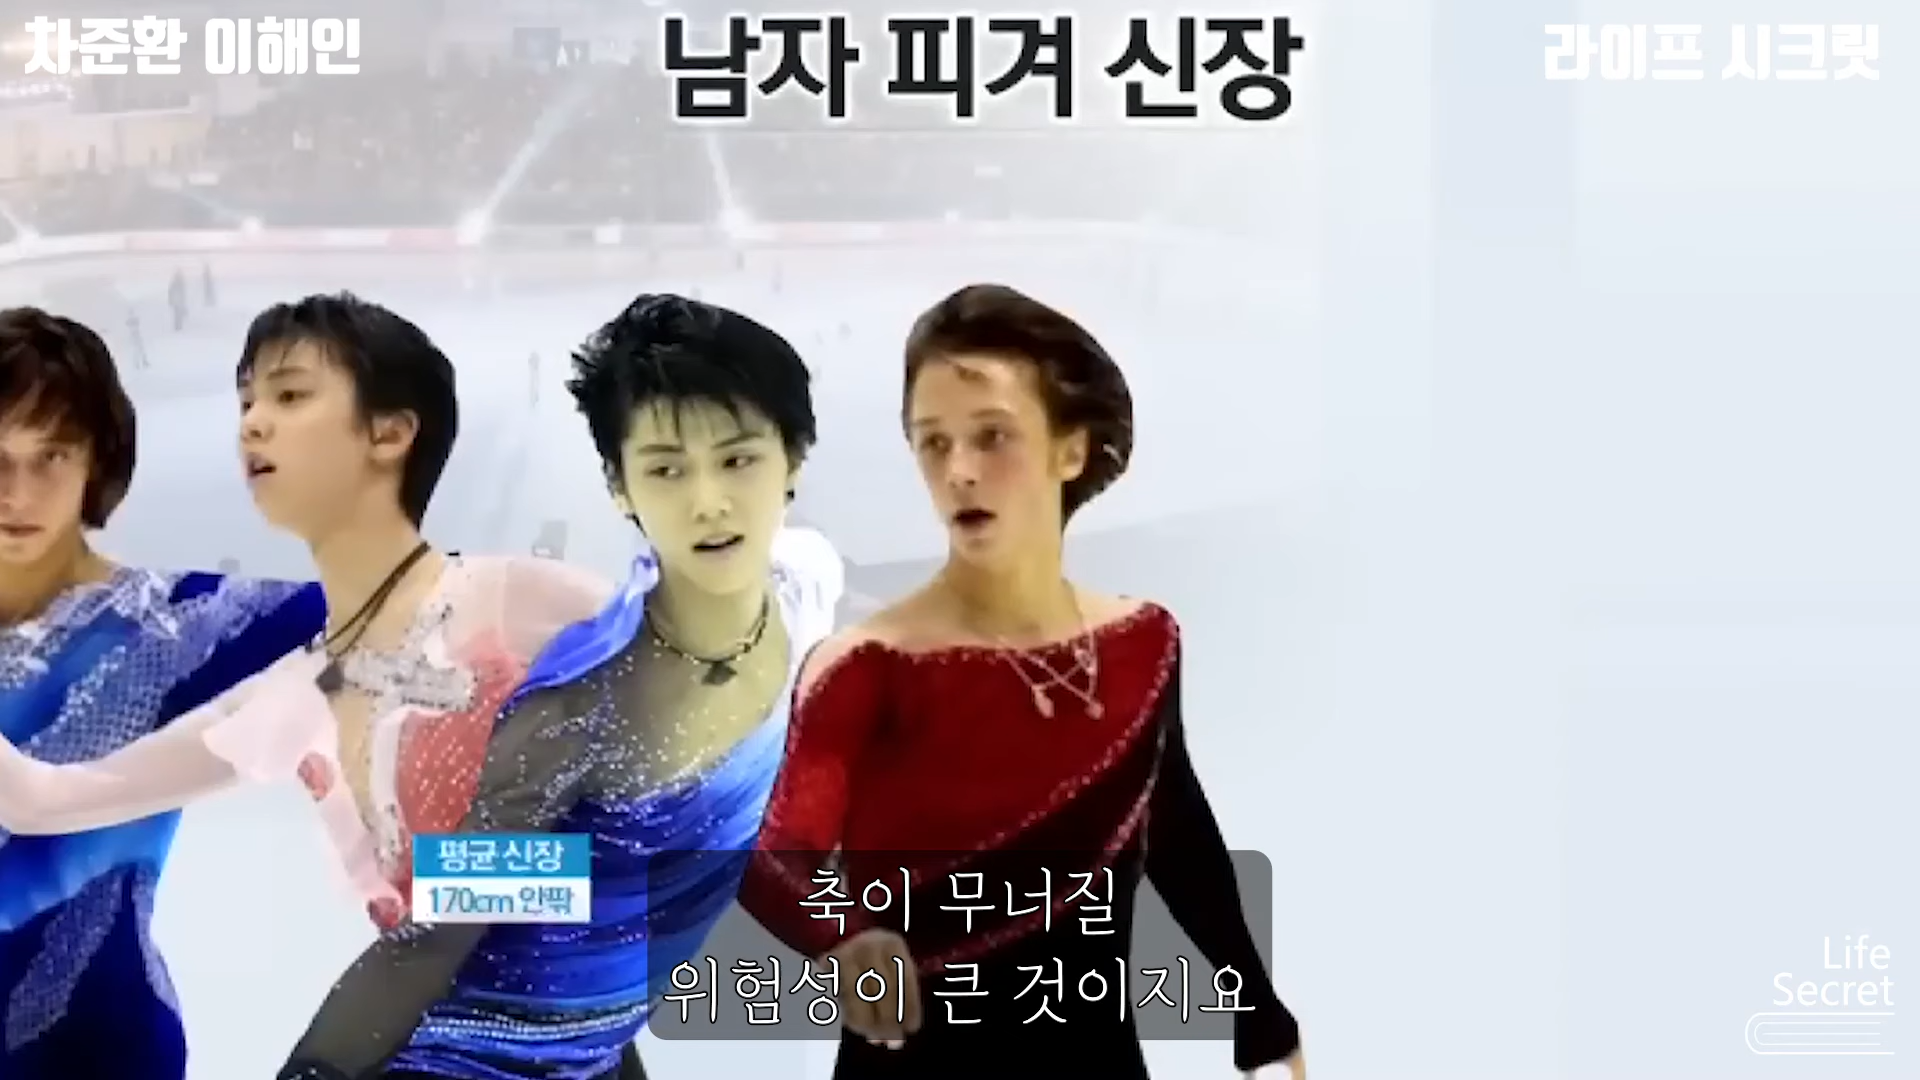 차준환 이해인
남자 피겨 신장
라이프 시크릿
평균 신장
170cm 안팎
축이 무너질
위험성이 큰 것이지요
Life
Secret